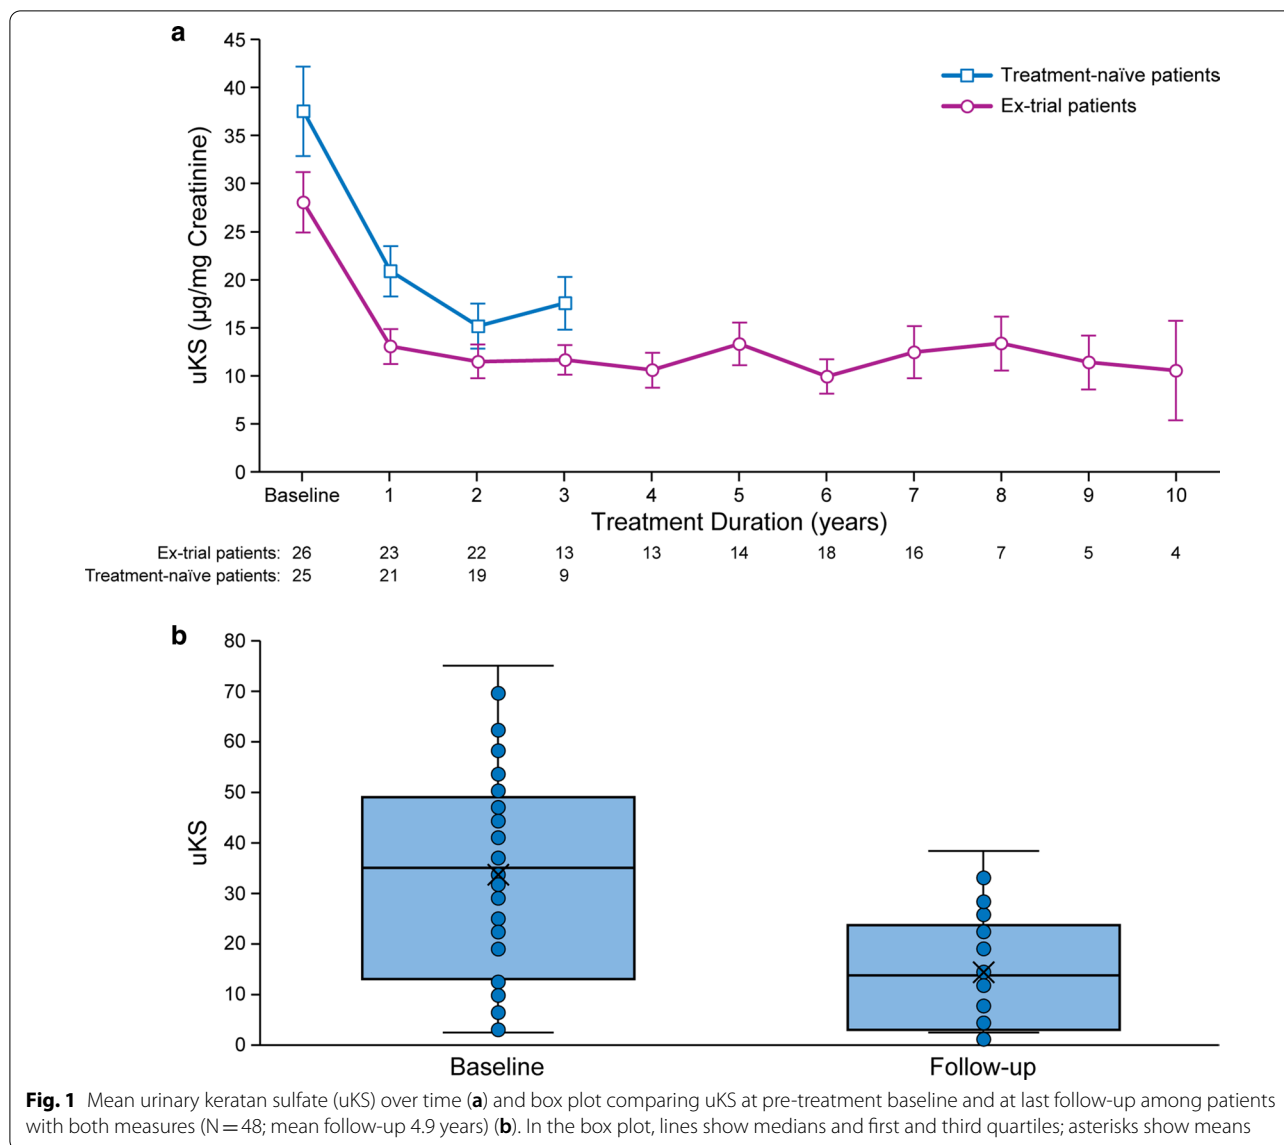 a
45
40
35
30
25
20
15
10
5
0
uKS (µg/mg Creatinine)
Treatment-naïve patients
Ex-trial patients
Baseline 1 2 3 4 5 6 7 8 9 10
Treatment Duration (years)
Ex-trial patients: 26 23 22 13 13 14 18 16 7 5 4
Treatment-naïve patients: 25 21 19 9
b
80
70
60
50
40
30
20
10
0
uKS
Baseline Follow-up
Fig. 1 Mean urinary keratan sulfate (uKS) over time (a) and box plot comparing uKS at pre-treatment baseline and at last follow-up among patients
with both measures (N = 48; mean follow-up 4.9 years) (b). In the box plot, lines show medians and first and third quartiles; asterisks show means